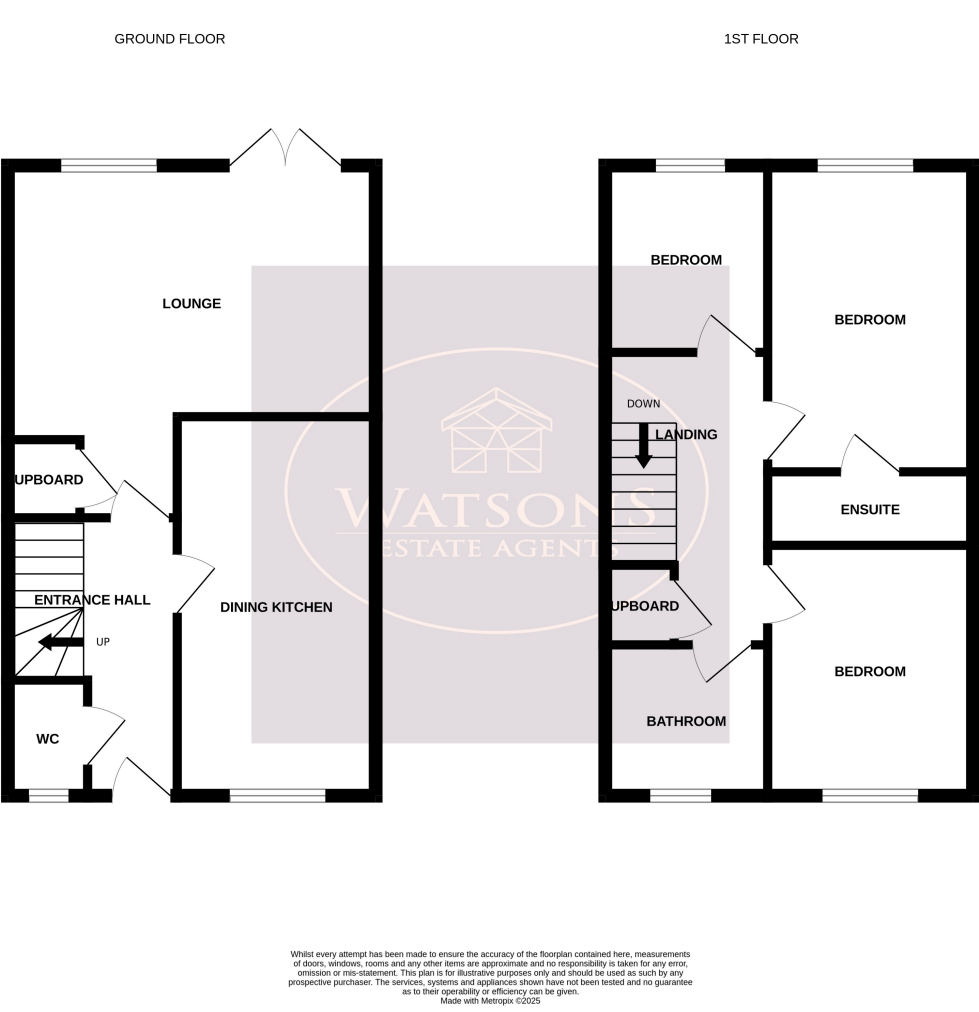 GROUND FLOOR
1ST FLOOR
LOUNGE
UPBOARD
ENTRANCE HALL
UP
WC
DINING KITCHEN
BEDROOM
BEDROOM
DOWN
LANDING
ENSUITE
UPBOARD
BEDROOM
BATHROOM
WATSONS
ESTATE AGENTS
Whilst every attempt has been made to ensure the accuracy of the floorplan contained here, measurements
of doors, windows, rooms and any other items are approximate and no responsibility is taken for any error,
omission or mis-statement. This plan is for illustrative purposes only and should be used as such by any
prospective purchaser. The services, systems and appliances shown have not been tested and no guarantee
as to their operability or efficiency can be given.
Made with Metropix ©2025